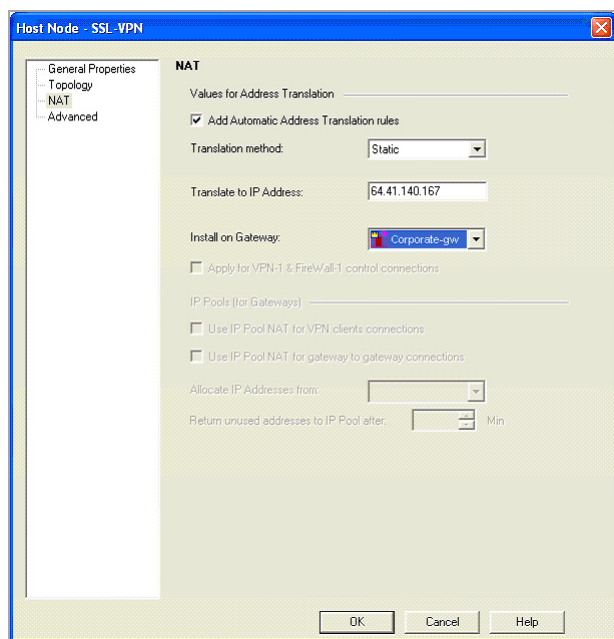 Host Node - SSL-VPN
General Properties
Topology
NAT
Advanced
NAT
Values for Address Translation
Add Automatic Address Translation rules
Translation method: Static
Translate to IP Address: 64.41.140.167
Install on Gateway: Corporate-gw
Apply for VPN-1 & FireWall-1 control connections
IP Pools (for Gateways)
Use IP Pool NAT for VPN clients connections
Use IP Pool NAT for gateway to gateway connections
Allocate IP Addresses from:
Return unused addresses to IP Pool after: Min
OK Cancel Help